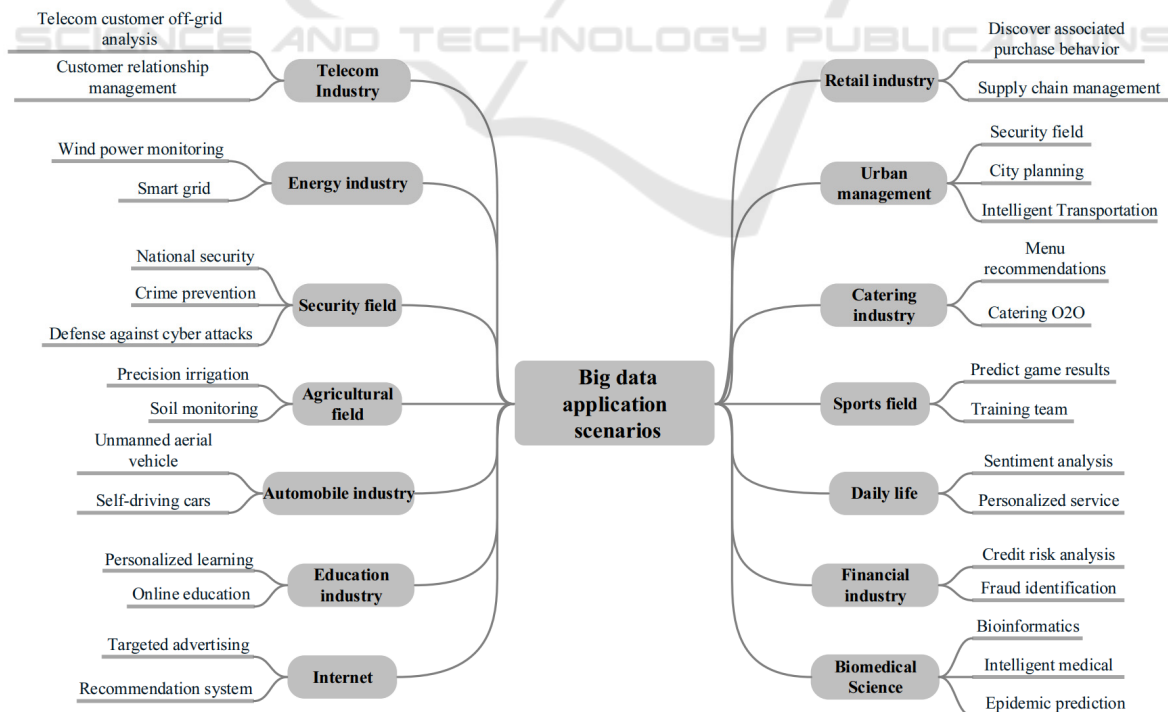 SCIENCE AND TECHNOLOGY PUBLICATIONS
Telecom customer off-grid
analysis
Customer relationship
management
Telecom
Industry
Wind power monitoring
Smart grid
Energy industry
National security
Crime prevention
Defense against cyber attacks
Security field
Precision irrigation
Soil monitoring
Agricultural
field
Unmanned aerial
vehicle
Self-driving cars
Automobile industry
Personalized learning
Online education
Education
industry
Targeted advertising
Recommendation system
Internet
Big data
application
scenarios
Retail industry
Discover associated
purchase behavior
Supply chain management
Urban
management
Security field
City planning
Intelligent Transportation
Catering
industry
Menu
recommendations
Catering O2O
Sports field
Predict game results
Training team
Daily life
Sentiment analysis
Personalized service
Financial
industry
Credit risk analysis
Fraud identification
Biomedical
Science
Bioinformatics
Intelligent medical
Epidemic prediction